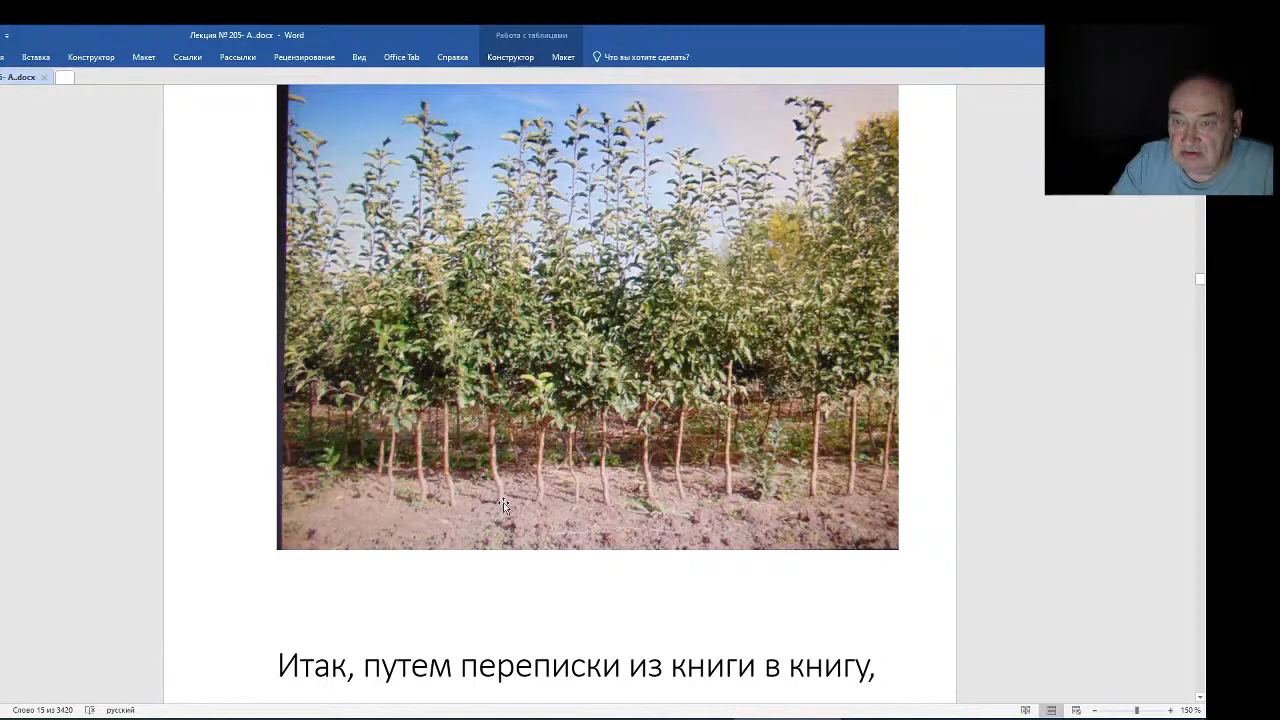 Лекция № 205- А..docx - Word
Работа с таблицами
Вставка Конструктор Макет Ссылки Рассылки Рецензирование Вид Office Tab Справка Конструктор Макет Что вы хотите сделать?
А..docx
Итак, путем переписки из книги в книгу,
Слово 15 из 3420 русский 150 %